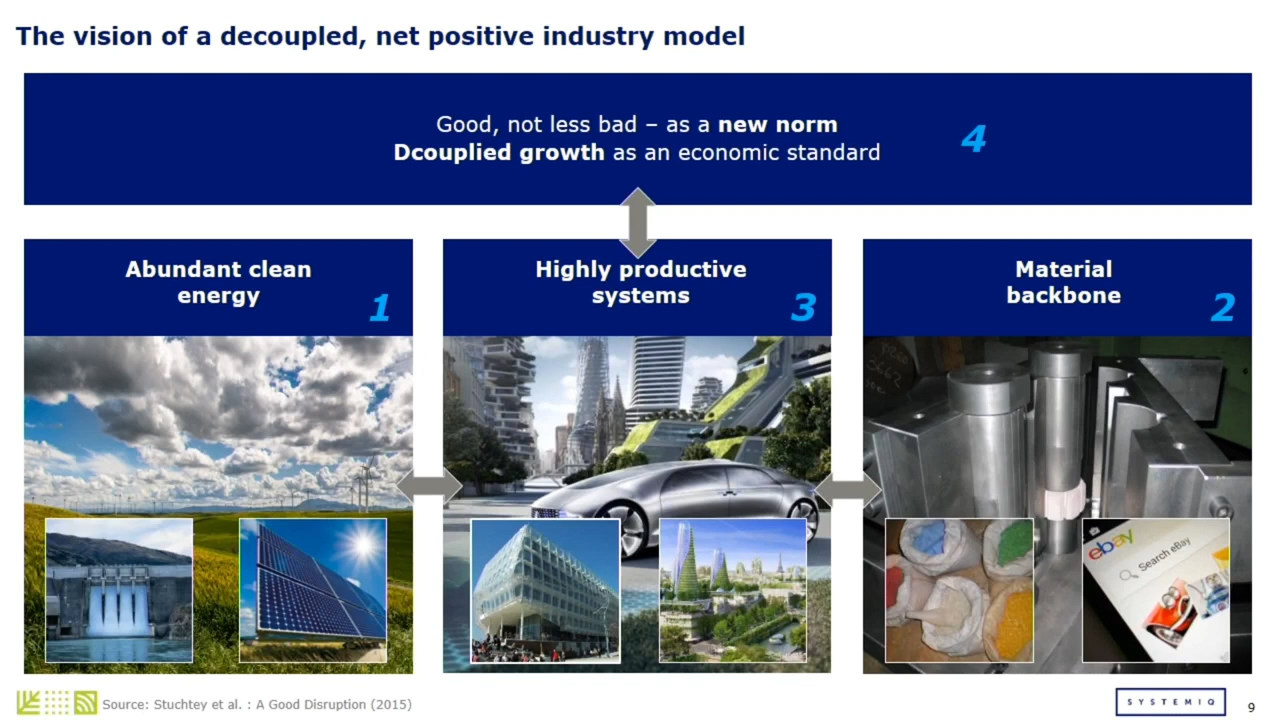 The vision of a decoupled, net positive industry model
Good, not less bad – as a new norm
Dcouplied growth as an economic standard
4
Abundant clean
energy
1
Highly productive
systems
3
Material
backbone
2
ebay
Search eBay
Source: Stuchtey et al. : A Good Disruption (2015)
SYSTEMIQ
9